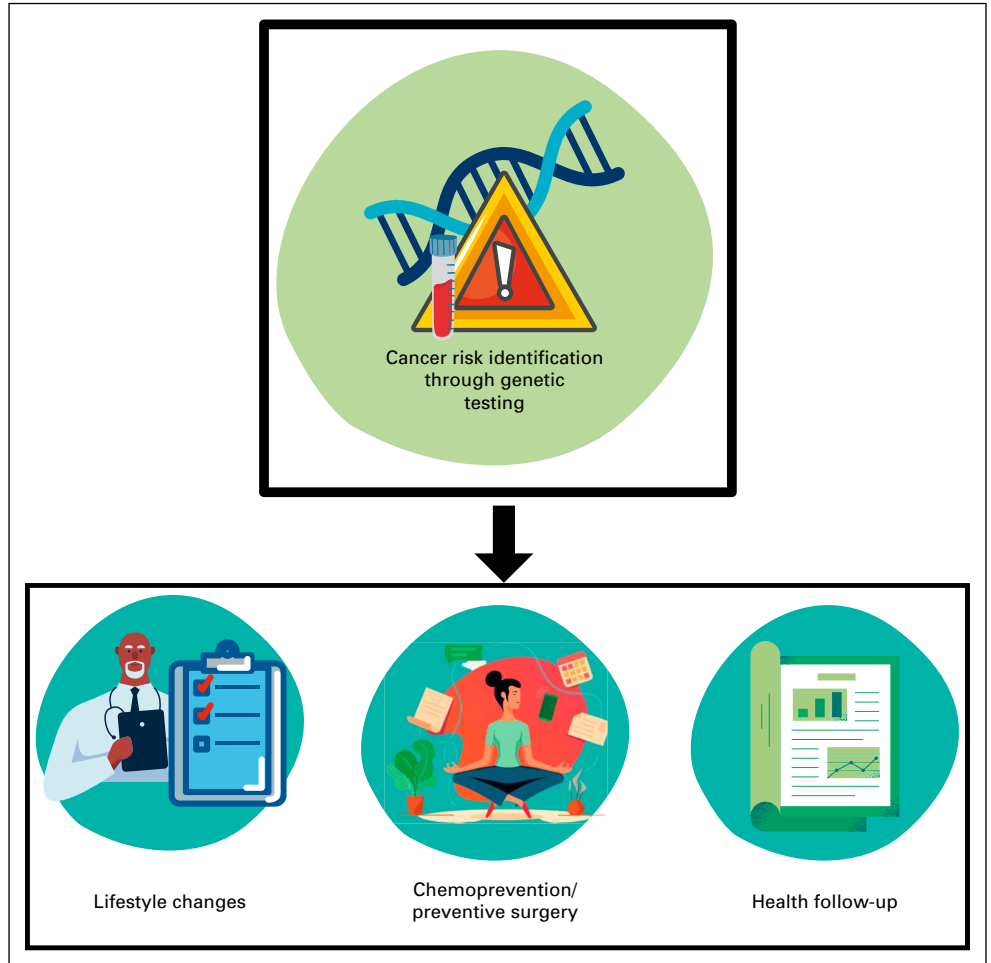 Cancer risk identification
through genetic
testing
Lifestyle changes
Chemoprevention/
preventive surgery
Health follow-up